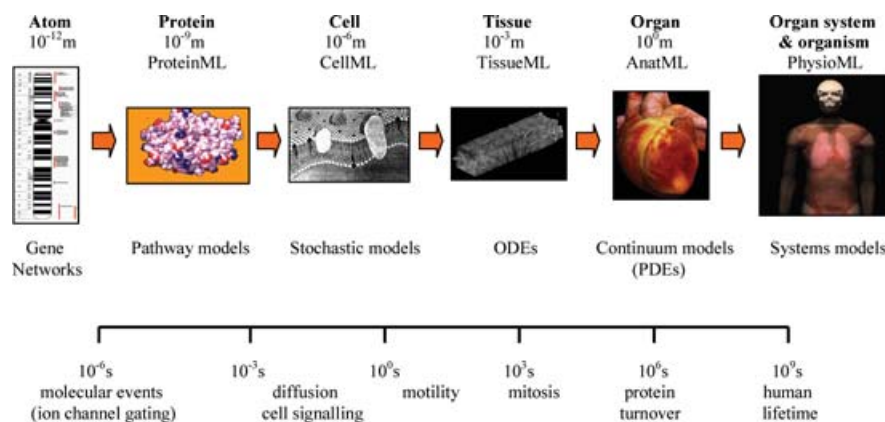 Atom
10⁻¹²m
Protein
10⁻⁹m
ProteinML
Cell
10⁻⁶m
CellML
Tissue
10⁻³m
TissueML
Organ
10⁰m
AnatML
Organ system
& organism
PhysioML
Gene
Networks
Pathway models
Stochastic models
ODEs
Continuum models
(PDEs)
Systems models
10⁻⁶s
molecular events
(ion channel gating)
10⁻³s
diffusion
cell signalling
10⁰s
motility
10³s
mitosis
10⁶s
protein
turnover
10⁹s
human
lifetime